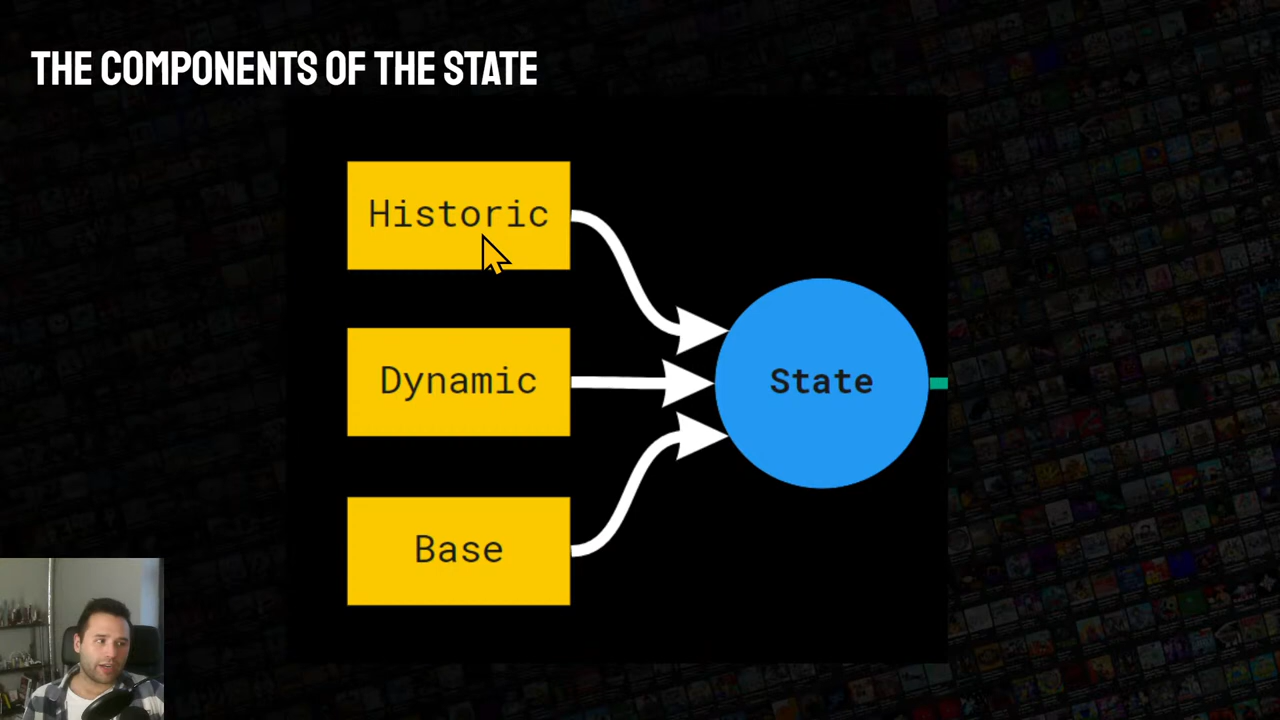 THE COMPONENTS OF THE STATE
Historic
Dynamic
State
Base